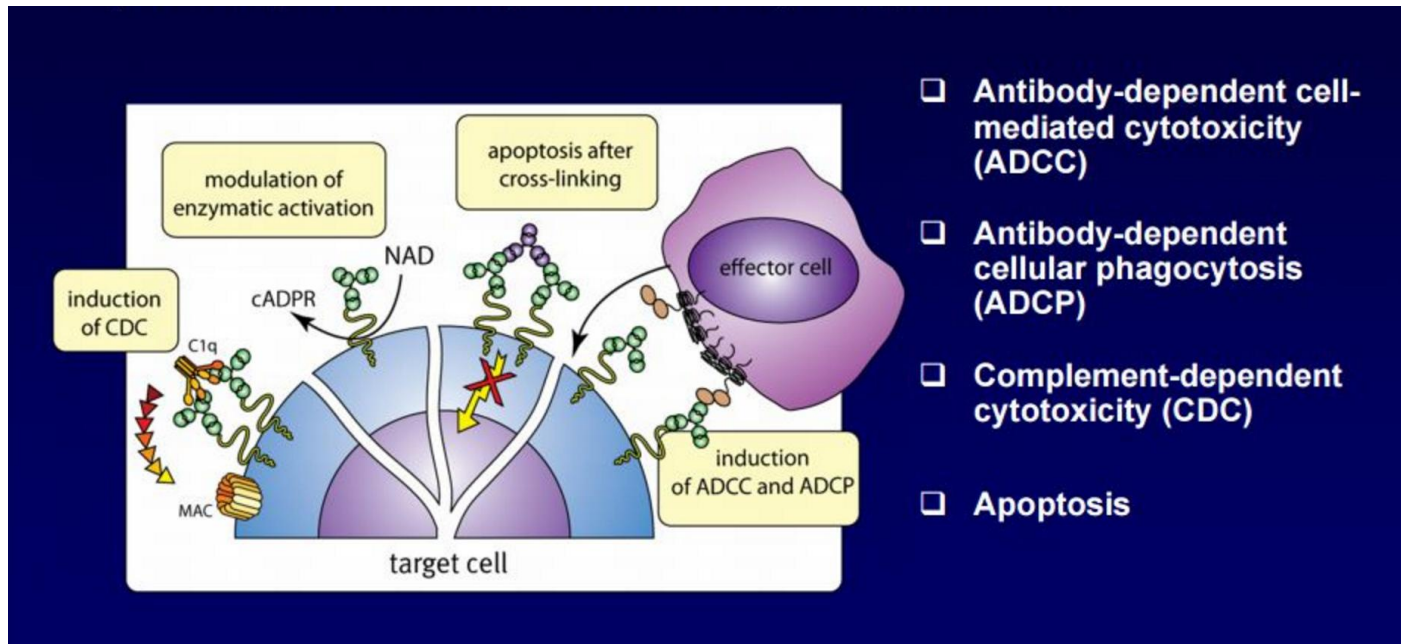 modulation of
enzymatic activation
apoptosis after
cross-linking
effector cell
NAD
cADPR
induction
of CDC
C1q
MAC
induction
of ADCC and ADCP
target cell
❑ Antibody-dependent cell-
mediated cytotoxicity
(ADCC)
❑ Antibody-dependent
cellular phagocytosis
(ADCP)
❑ Complement-dependent
cytotoxicity (CDC)
❑ Apoptosis